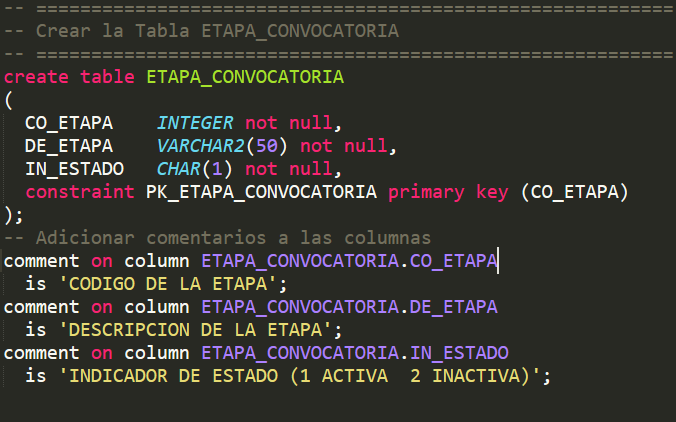 -- ==========================================================
-- Crear la Tabla ETAPA_CONVOCATORIA
-- ==========================================================
create table ETAPA_CONVOCATORIA
(
  CO_ETAPA    INTEGER not null,
  DE_ETAPA    VARCHAR2(50) not null,
  IN_ESTADO   CHAR(1) not null,
  constraint PK_ETAPA_CONVOCATORIA primary key (CO_ETAPA)
);
-- Adicionar comentarios a las columnas
comment on column ETAPA_CONVOCATORIA.CO_ETAPA
  is 'CODIGO DE LA ETAPA';
comment on column ETAPA_CONVOCATORIA.DE_ETAPA
  is 'DESCRIPCION DE LA ETAPA';
comment on column ETAPA_CONVOCATORIA.IN_ESTADO
  is 'INDICADOR DE ESTADO (1 ACTIVA  2 INACTIVA)';